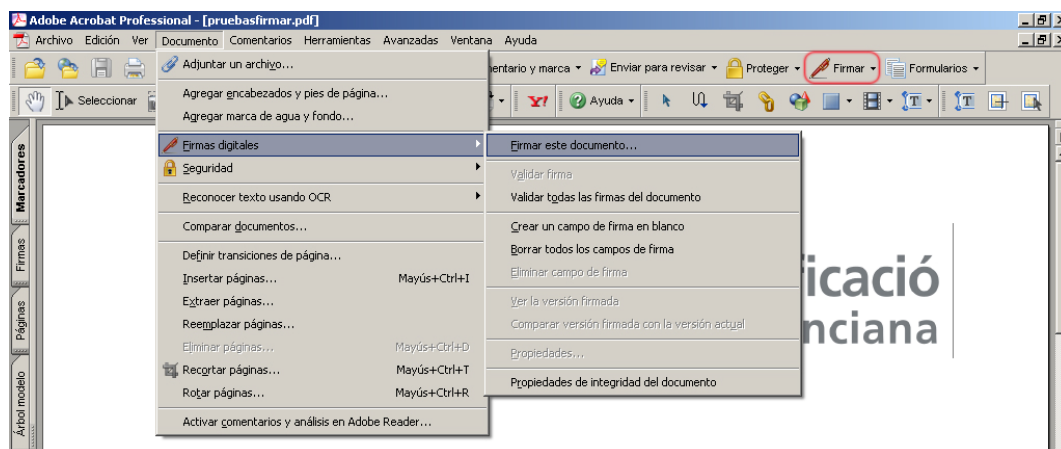 Adobe Acrobat Professional - [pruebasfirmar.pdf]
Archivo Edición Ver Documento Comentarios Herramientas Avanzadas Ventana Ayuda
entario y marca Enviar para revisar Proteger Firmar Formularios
Seleccionar Y! Ayuda
Adjuntar un archivo...
Agregar encabezados y pies de página...
Agregar marca de agua y fondo...
Firmas digitales
Seguridad
Reconocer texto usando OCR
Comparar documentos...
Definir transiciones de página...
Insertar páginas... Mayús+Ctrl+I
Extraer páginas...
Reemplazar páginas...
Eliminar páginas... Mayús+Ctrl+D
Recortar páginas... Mayús+Ctrl+T
Rotar páginas... Mayús+Ctrl+R
Activar comentarios y análisis en Adobe Reader...
Firmar este documento...
Validar firma
Validar todas las firmas del documento
Crear un campo de firma en blanco
Borrar todos los campos de firma
Eliminar campo de firma
Ver la versión firmada
Comparar versión firmada con la versión actual
Propiedades...
Propiedades de integridad del documento
Marcadores
Firmas
Páginas
Árbol modelo
icació
nciana